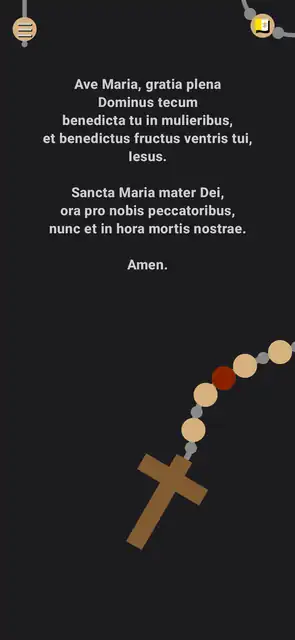 Ave Maria, gratia plena
Dominus tecum
benedicta tu in mulieribus,
et benedictus fructus ventris tui,
Iesus.
Sancta Maria mater Dei,
ora pro nobis peccatoribus,
nunc et in hora mortis nostrae.
Amen.